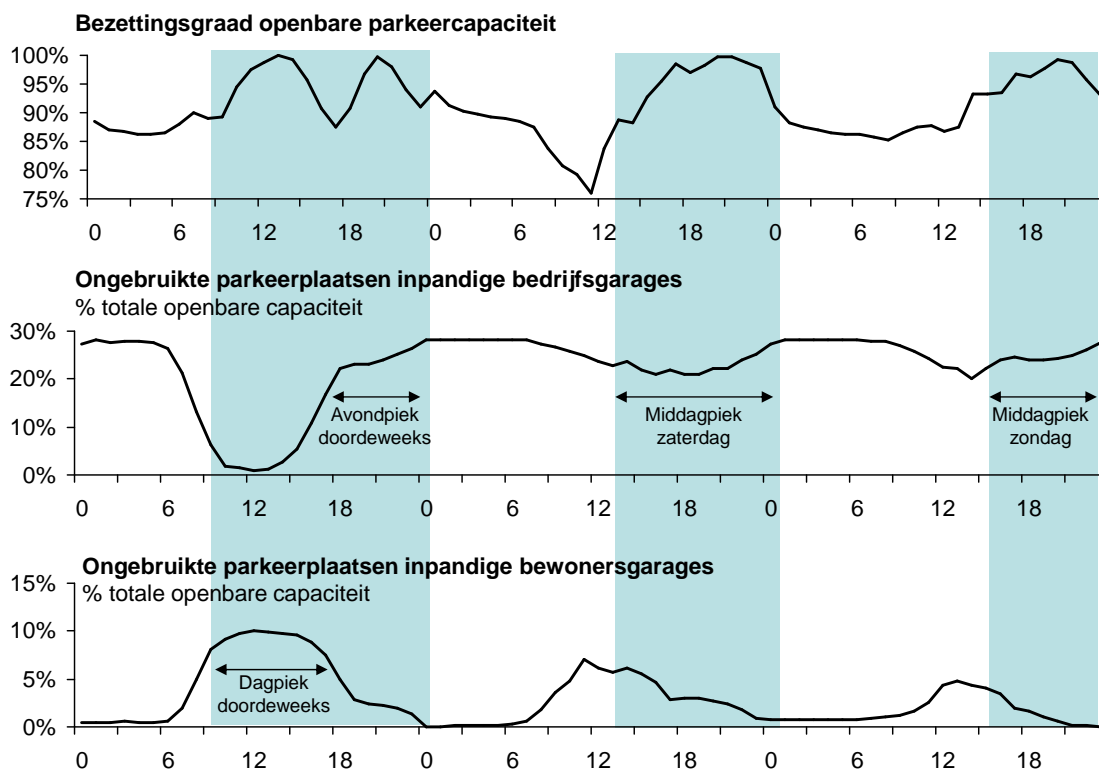 Bezettingsgraad openbare parkeercapaciteit
100%
95%
90%
85%
80%
75%
0 6 12 18 0 6 12 18 0 6 12 18
Ongebruikte parkeerplaatsen inpandige bedrijfsgarages
% totale openbare capaciteit
30%
20%
10%
0%
Avondpiek
doordeweeks
Middagpiek
zaterdag
Middagpiek
zondag
0 6 12 18 0 6 12 18 0 6 12 18
Ongebruikte parkeerplaatsen inpandige bewonersgarages
% totale openbare capaciteit
15%
10%
5%
0%
Dagpiek
doordeweeks
0 6 12 18 0 6 12 18 0 6 12 18